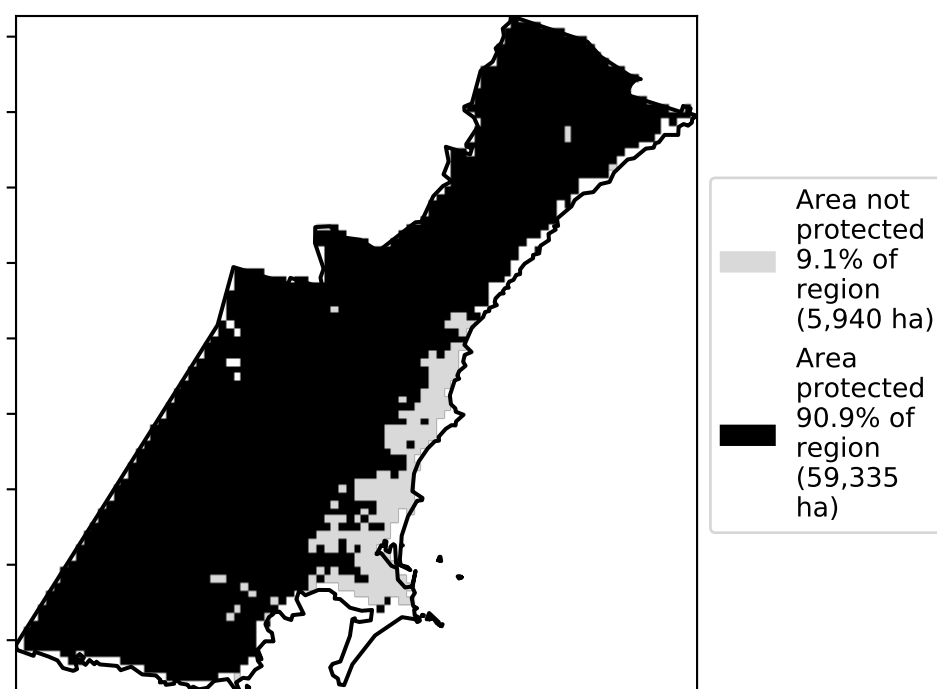 Area not
protected
9.1% of
region
(5,940 ha)
Area
protected
90.9% of
region
(59,335
ha)